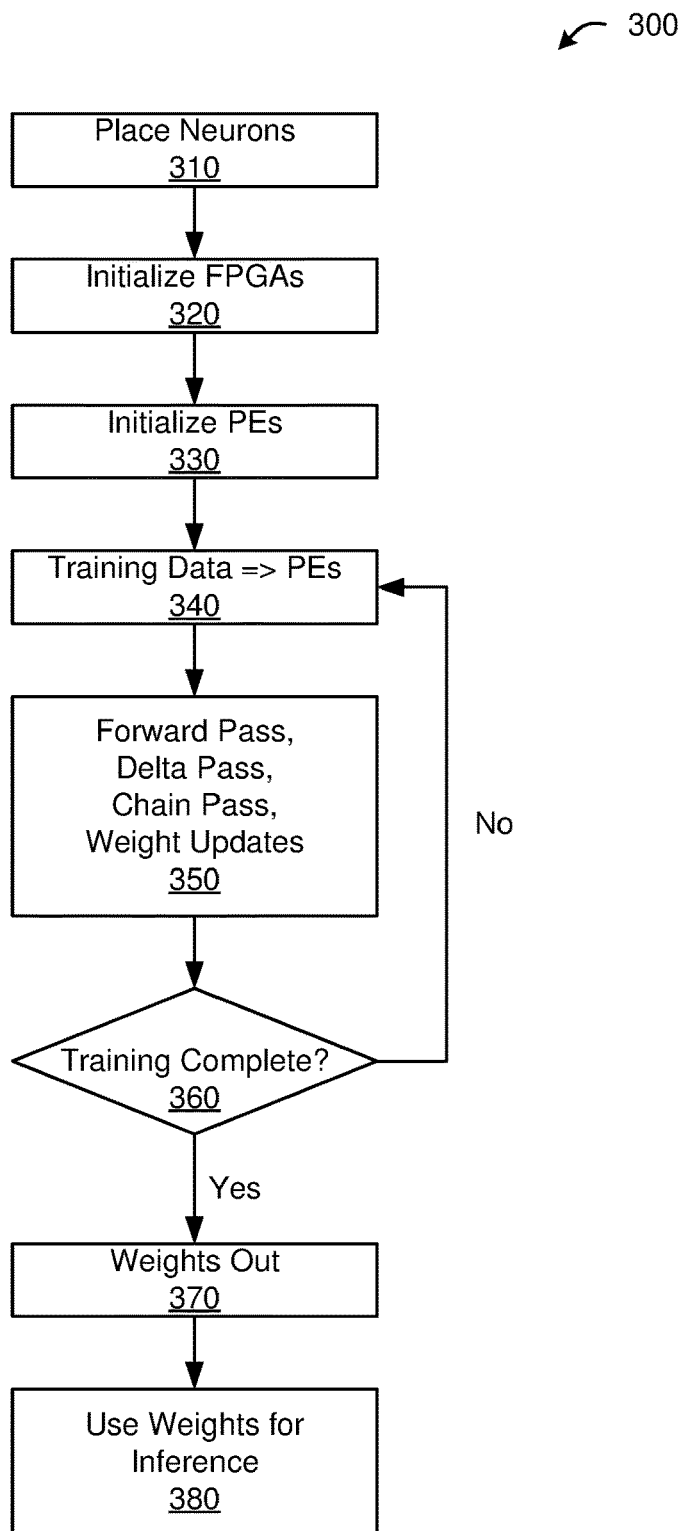 300
Place Neurons
310
Initialize FPGAs
320
Initialize PEs
330
Training Data => PEs
340
Forward Pass,
Delta Pass,
Chain Pass,
Weight Updates
350
No
Training Complete?
360
Yes
Weights Out
370
Use Weights for
Inference
380